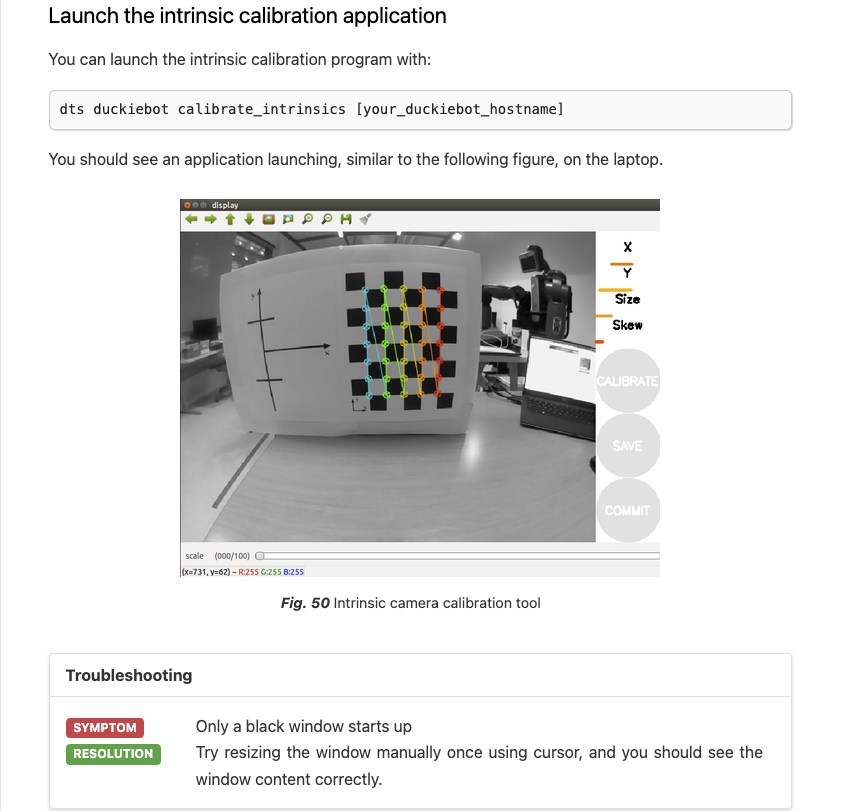 Launch the intrinsic calibration application
You can launch the intrinsic calibration program with:
dts duckiebot calibrate_intrinsics [your_duckiebot_hostname]
You should see an application launching, similar to the following figure, on the laptop.
display
X
Y
Size
Skew
CALIBRATE
SAVE
COMMIT
y
x
scale (000/100)
(x=731, y=62) ~ R:255 G:255 B:255
Fig. 50 Intrinsic camera calibration tool
Troubleshooting
SYMPTOM Only a black window starts up
RESOLUTION Try resizing the window manually once using cursor, and you should see the
window content correctly.